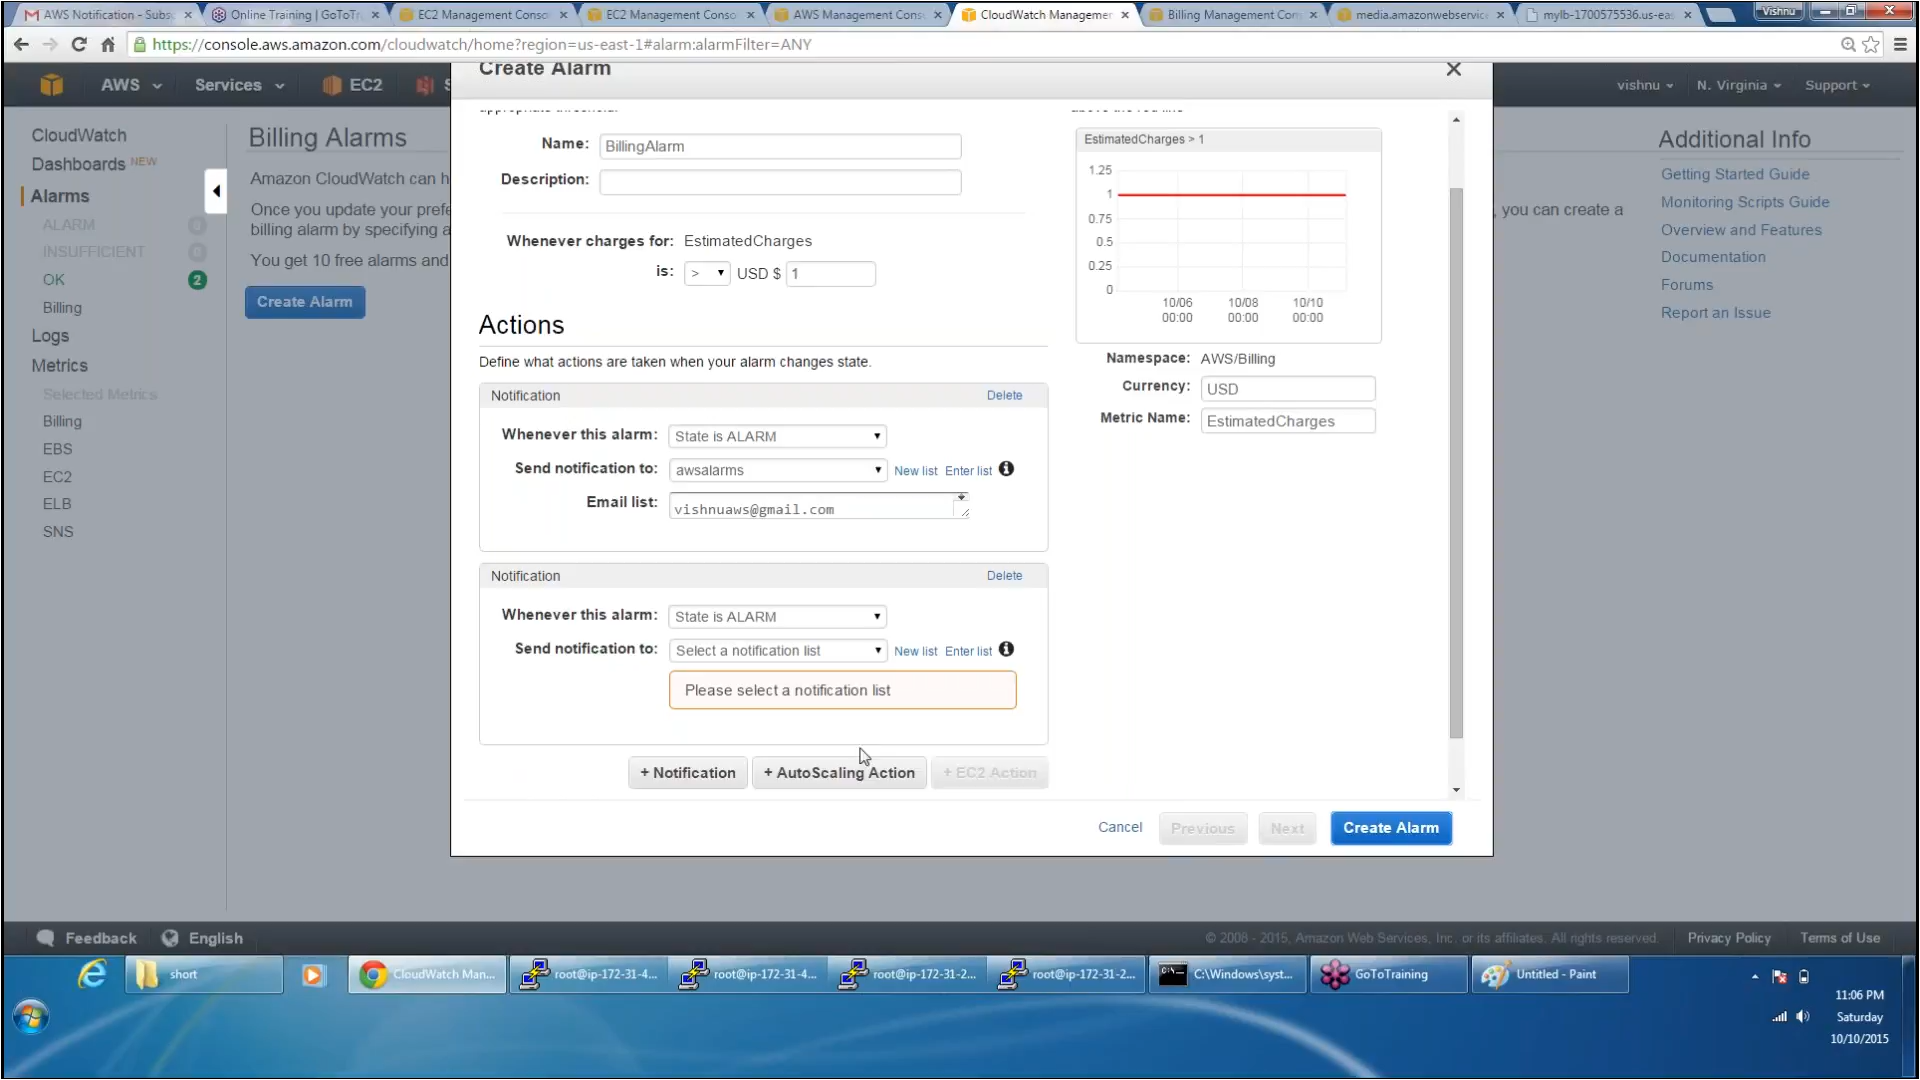 AWS Notification - Subsc
Online Training | GoToTr
EC2 Management Conso
EC2 Management Conso
AWS Management Conso
CloudWatch Managemen
Billing Management Con
media.amazonwebservice
mylb-1700575536.us-eas
Vishnu
https://console.aws.amazon.com/cloudwatch/home?region=us-east-1#alarm:alarmFilter=ANY
AWS
Services
EC2
S
vishnu
N. Virginia
Support
Create Alarm
CloudWatch
Dashboards NEW
Alarms
ALARM 0
INSUFFICIENT 0
OK 2
Billing
Logs
Metrics
Selected Metrics
Billing
EBS
EC2
ELB
SNS
Billing Alarms
Amazon CloudWatch can h
Once you update your prefe
billing alarm by specifying a
You get 10 free alarms and
Create Alarm
, you can create a
appropriate threshold.
above the red line
Name: BillingAlarm
Description:
Whenever charges for: EstimatedCharges
is: > USD $ 1
Actions
Define what actions are taken when your alarm changes state.
Notification Delete
Whenever this alarm: State is ALARM
Send notification to: awsalarms New list Enter list
Email list: vishnuaws@gmail.com
Notification Delete
Whenever this alarm: State is ALARM
Send notification to: Select a notification list New list Enter list
Please select a notification list
+ Notification
+ AutoScaling Action
+ EC2 Action
EstimatedCharges > 1
1.25
1
0.75
0.5
0.25
0
10/06 10/08 10/10
00:00 00:00 00:00
Namespace: AWS/Billing
Currency: USD
Metric Name: EstimatedCharges
Cancel
Previous
Next
Create Alarm
Additional Info
Getting Started Guide
Monitoring Scripts Guide
Overview and Features
Documentation
Forums
Report an Issue
Feedback
English
© 2008 - 2015, Amazon Web Services, Inc. or its affiliates. All rights reserved.
Privacy Policy
Terms of Use
short
CloudWatch Man...
root@ip-172-31-4...
root@ip-172-31-4...
root@ip-172-31-2...
root@ip-172-31-2...
C:\Windows\syst...
GoToTraining
Untitled - Paint
11:06 PM
Saturday
10/10/2015